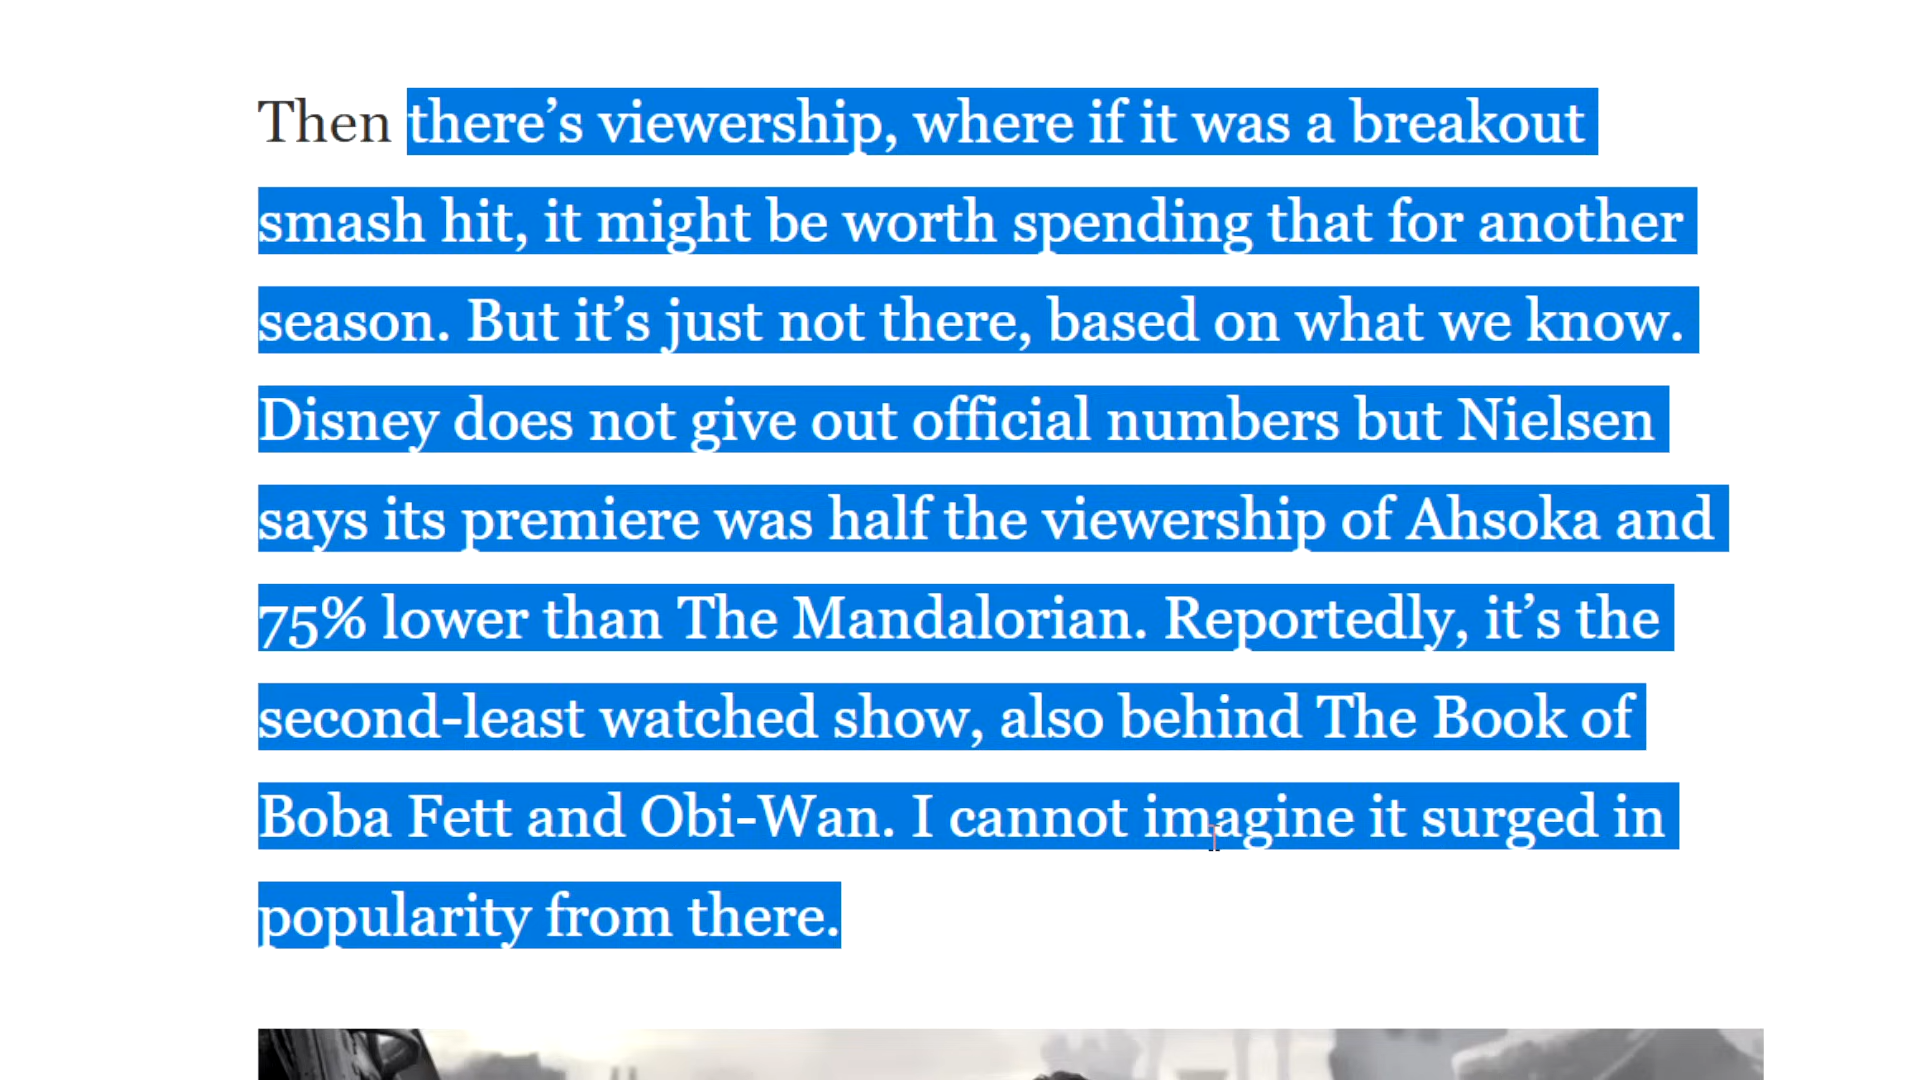 Then there’s viewership, where if it was a breakout
smash hit, it might be worth spending that for another
season. But it’s just not there, based on what we know.
Disney does not give out official numbers but Nielsen
says its premiere was half the viewership of Ahsoka and
75% lower than The Mandalorian. Reportedly, it’s the
second-least watched show, also behind The Book of
Boba Fett and Obi-Wan. I cannot imagine it surged in
popularity from there.